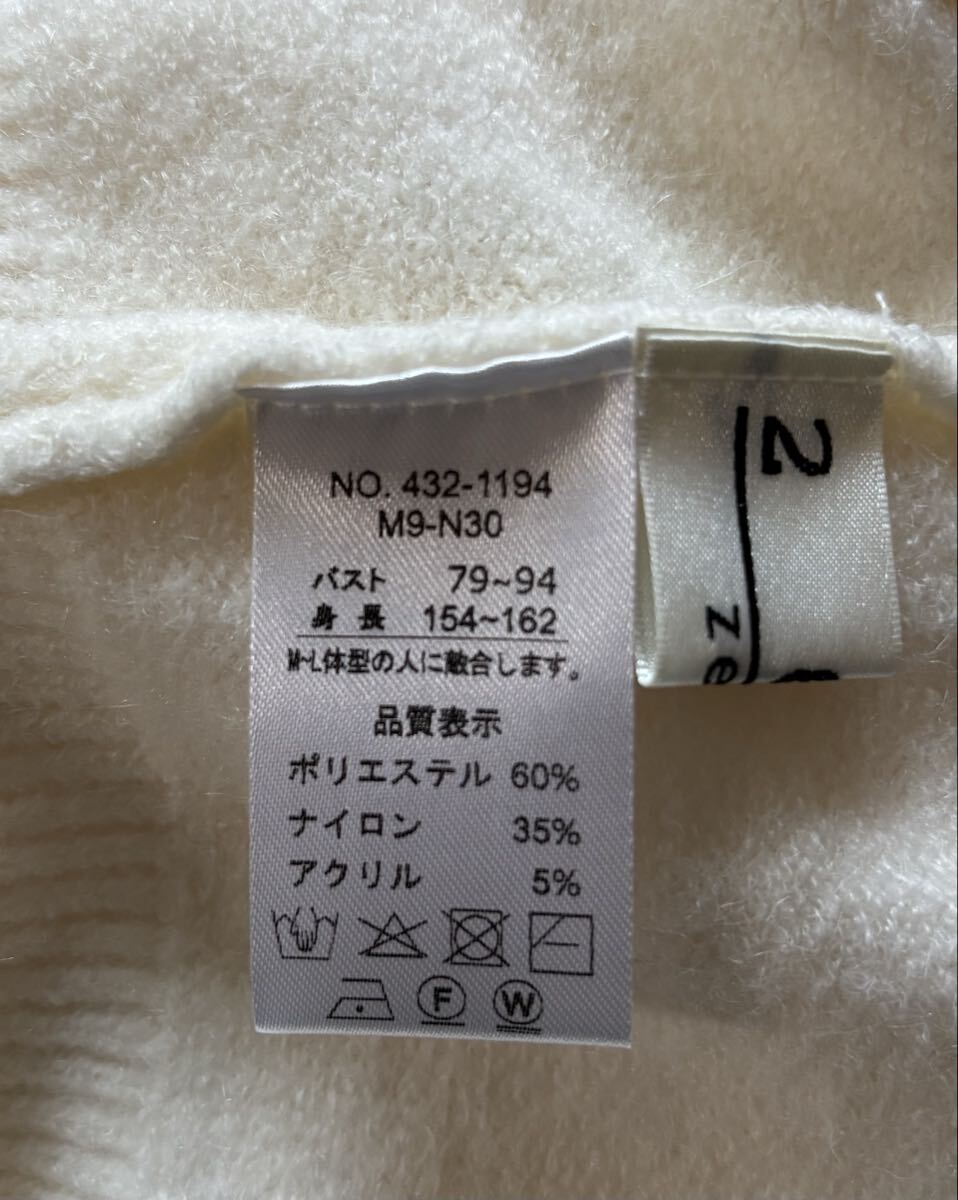 NO. 432-1194
M9-N30
バスト 79~94
身長 154~162
M~L体型の人に融合します。
品質表示
ポリエステル 60%
ナイロン 35%
アクリル 5%
F W
2
ze